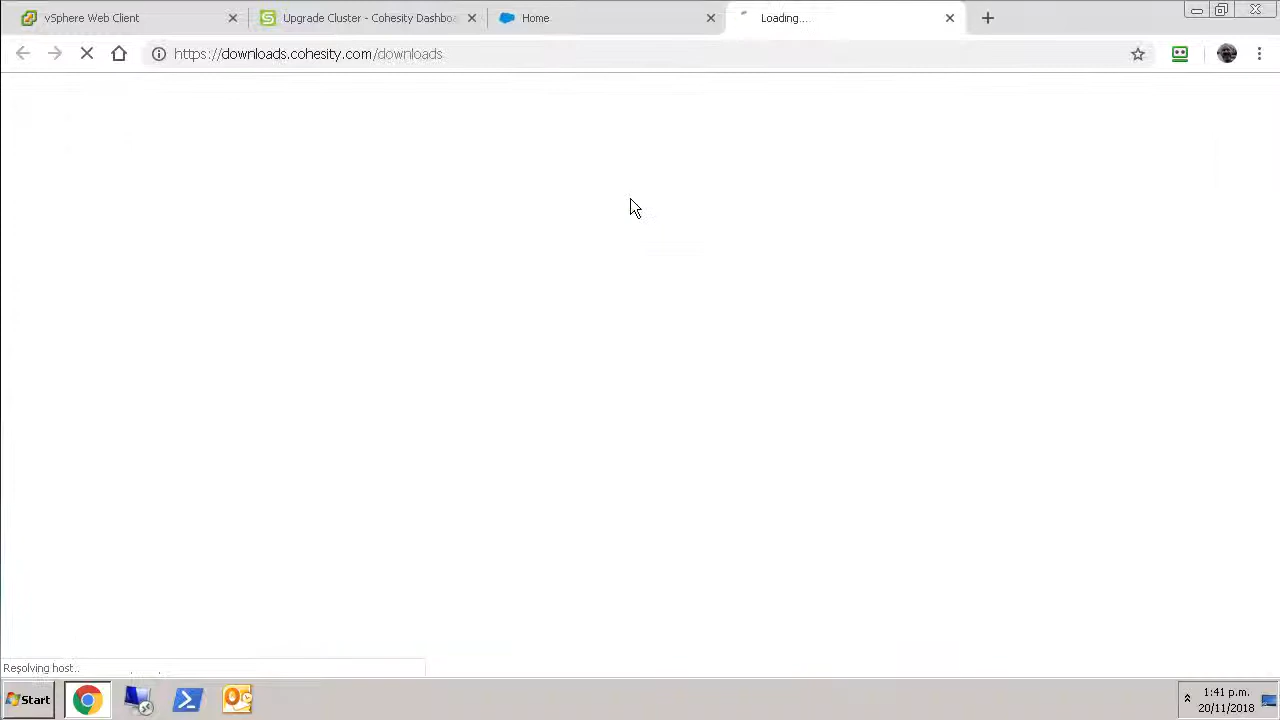 vSphere Web Client
Upgrade Cluster - Cohesity Dashbo
Home
Loading...
https://downloads.cohesity.com/downloads
Resolving host...
Start
1:41 p.m.
20/11/2018